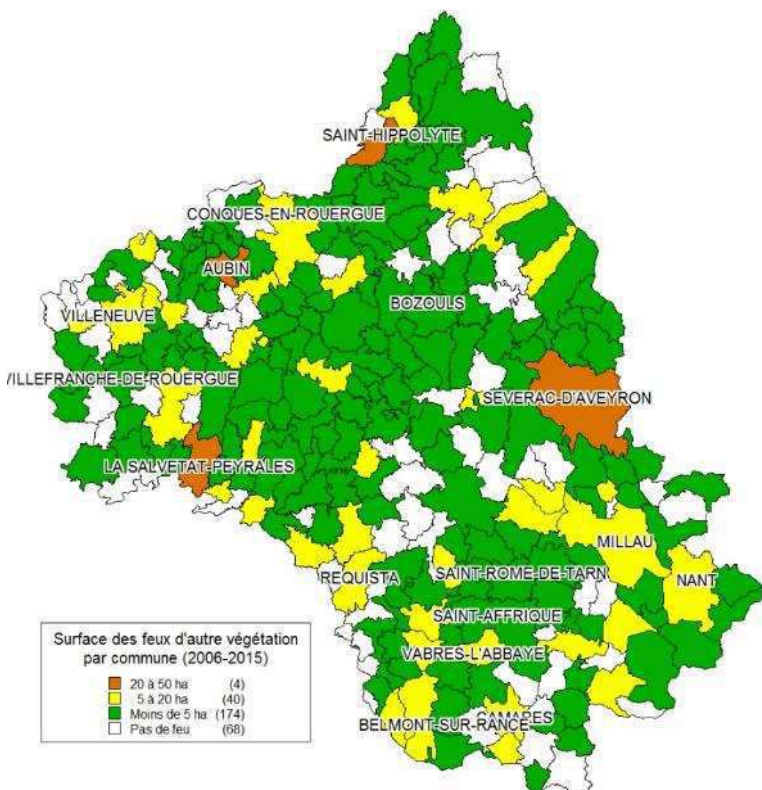 SAINT-HIPPOLYTE
CONQUES-EN-ROUERGUE
AUBIN
BOZOULS
VILLENEUVE
VILLEFRANCHE-DE-ROUERGUE
SEVERAC-D'AVEYRON
LA SALVETAT-PEYRALES
MILLAU
REQUISTA
SAINT-ROME-DE-TARN
NANT
SAINT-AFFRIQUE
VABRES-L'ABBAYE
CAMARES
BELMONT-SUR-RANCE
Surface des feux d'autre végétation
par commune (2006-2015)
20 à 50 ha (4)
5 à 20 ha (40)
Moins de 5 ha (174)
Pas de feu (68)